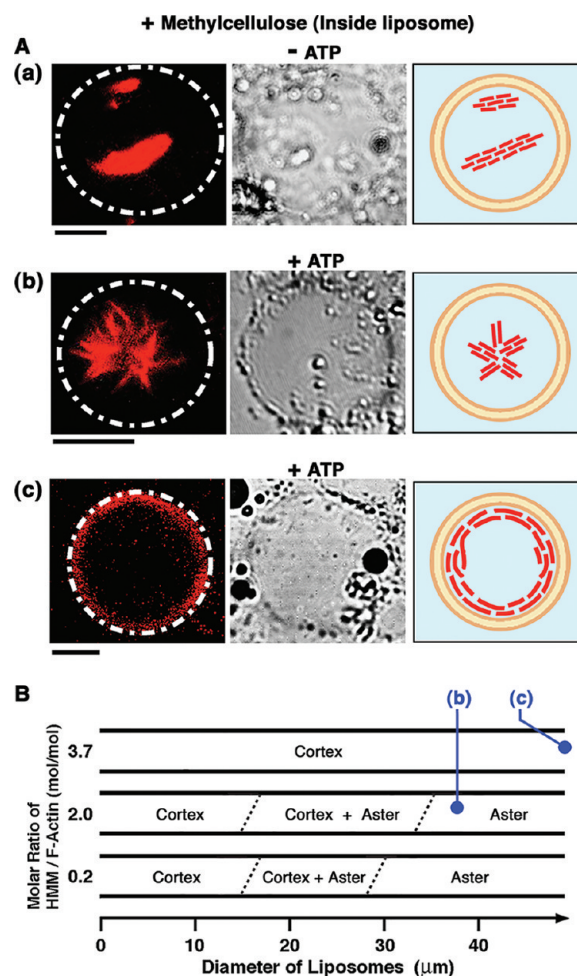 + Methylcellulose (Inside liposome)
A
- ATP
(a)
+ ATP
(b)
+ ATP
(c)
B
(b)
(c)
Molar Ratio of
HMM / F-Actin (mol/mol)
3.7
Cortex
2.0
Cortex
Cortex + Aster
Aster
0.2
Cortex
Cortex + Aster
Aster
0 10 20 30 40
Diameter of Liposomes (μm)